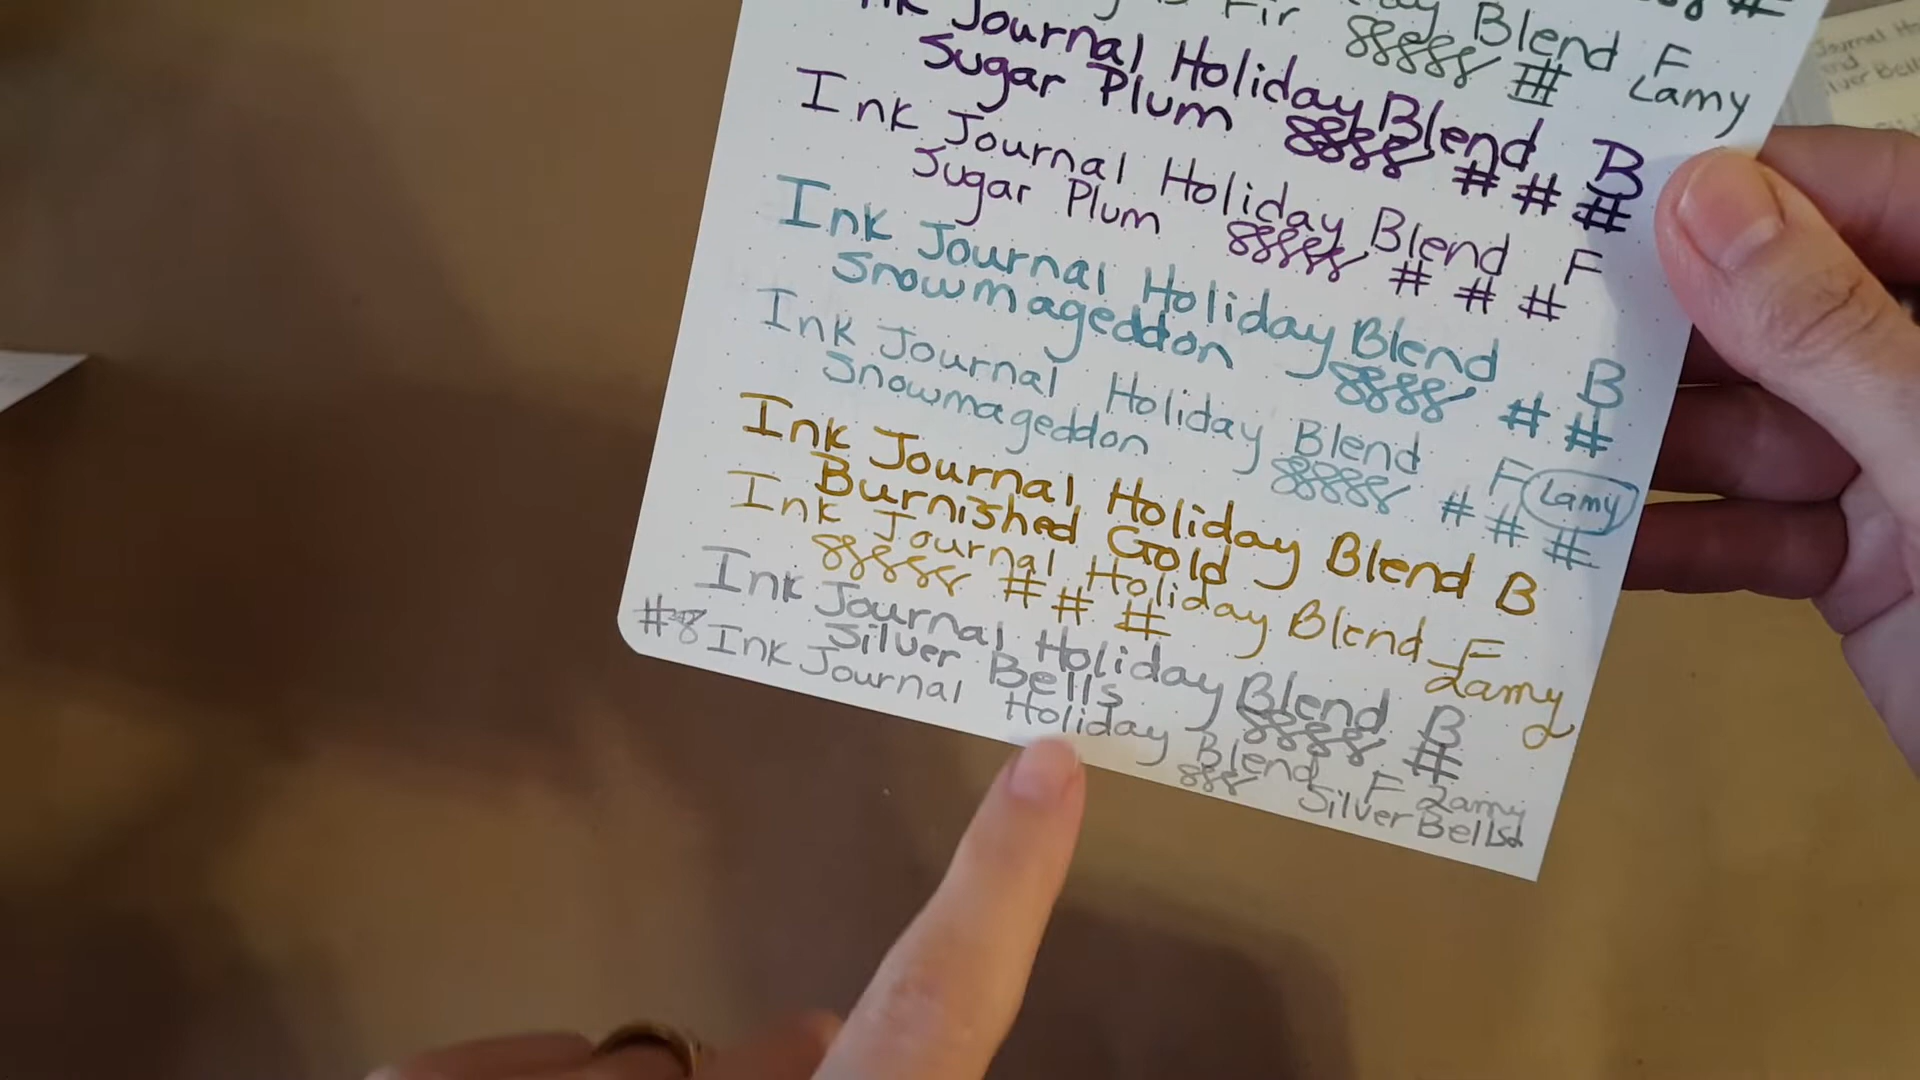 Fir Blend F
88888 # Lamy
Ink Journal Holiday Blend B
Sugar Plum 8888 # # #
Ink Journal Holiday Blend F
Sugar Plum 88888 # # #
Ink Journal Holiday Blend B
Snowmageddon 8888 # #
Ink Journal Holiday Blend F Lamy
Snowmageddon 88888 # # #
Ink Journal Holiday Blend B
Burnished Gold
Ink Journal Holiday Blend F
88888 # # # Lamy
Ink Journal Holiday Blend B
Silver Bells 8888 #
#8 Ink Journal Holiday Blend F Lamy
888 Silver Bells